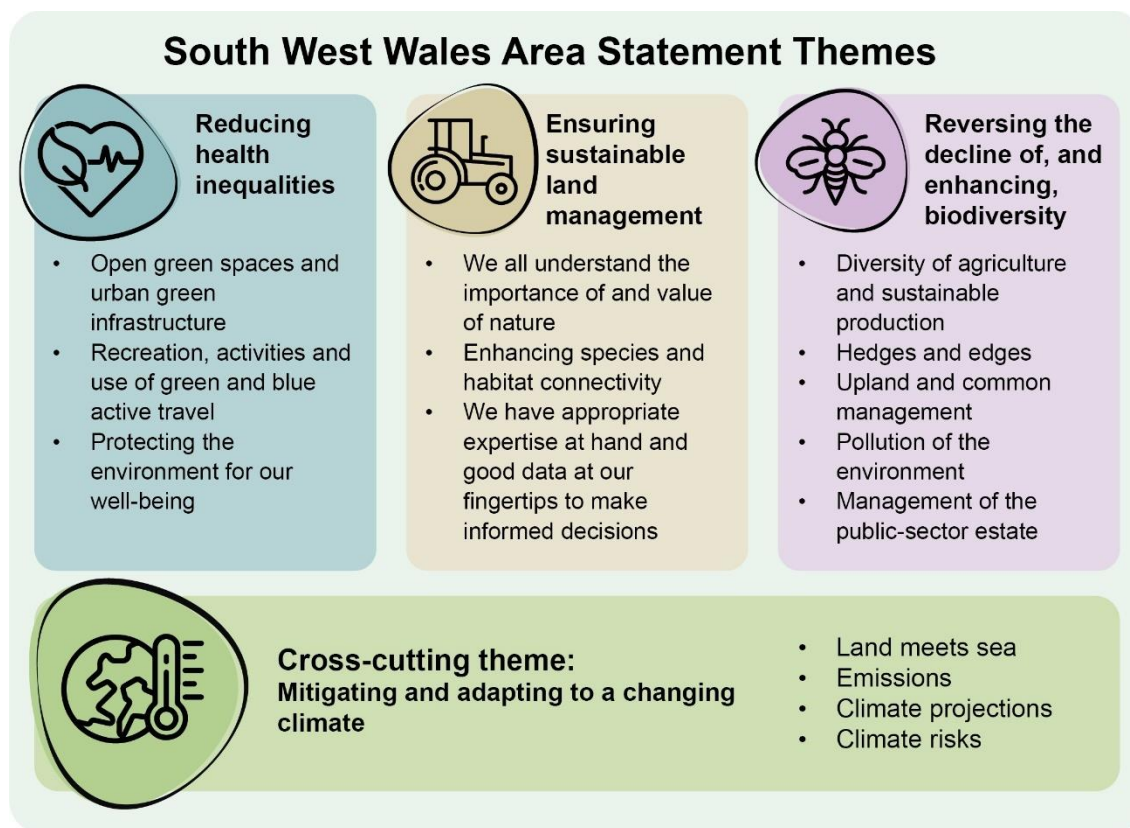 South West Wales Area Statement Themes
Reducing
health
inequalities
• Open green spaces and
urban green
infrastructure
• Recreation, activities and
use of green and blue
active travel
• Protecting the
environment for our
well-being
Ensuring
sustainable
land
management
• We all understand the
importance of and value
of nature
• Enhancing species and
habitat connectivity
• We have appropriate
expertise at hand and
good data at our
fingertips to make
informed decisions
Reversing the
decline of, and
enhancing,
biodiversity
• Diversity of agriculture
and sustainable
production
• Hedges and edges
• Upland and common
management
• Pollution of the
environment
• Management of the
public-sector estate
Cross-cutting theme:
Mitigating and adapting to a changing
climate
• Land meets sea
• Emissions
• Climate projections
• Climate risks